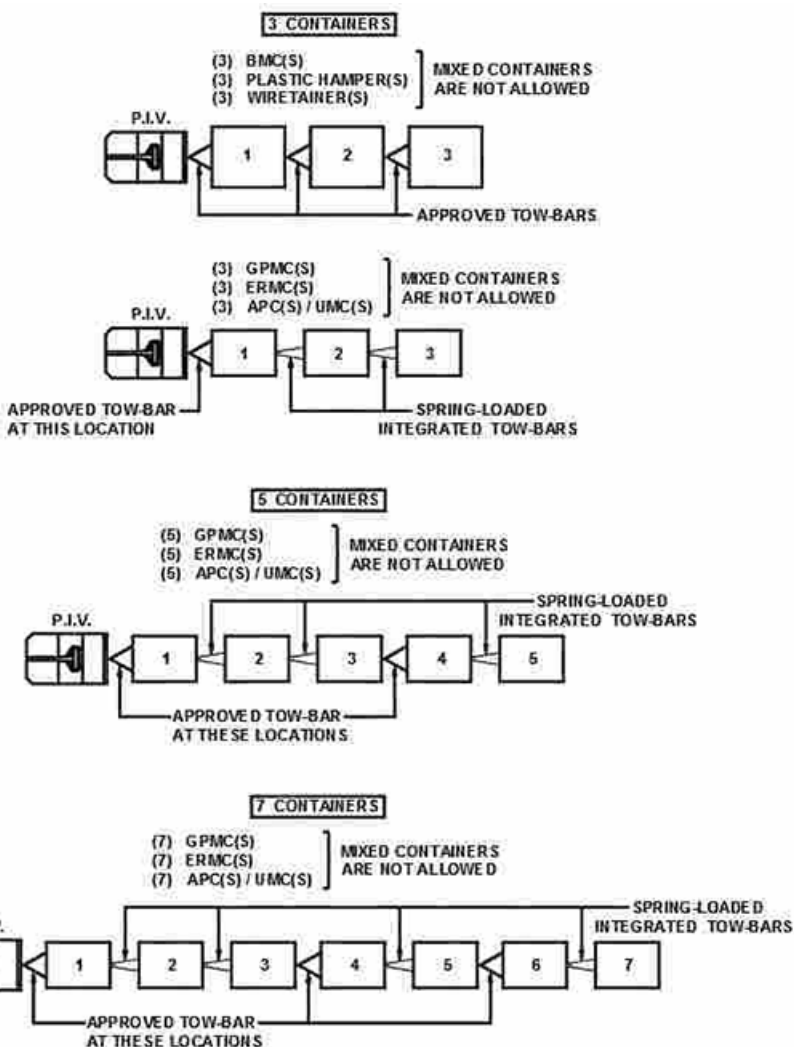 3 CONTAINERS
(3) BMC(S)
(3) PLASTIC HAMPER(S)
(3) WIRETAINER(S)
MIXED CONTAINERS
ARE NOT ALLOWED
P.I.V.
1
2
3
APPROVED TOW-BARS
(3) GPMC(S)
(3) ERMC(S)
(3) APC(S) / UMC(S)
MIXED CONTAINERS
ARE NOT ALLOWED
P.I.V.
1
2
3
APPROVED TOW-BAR
AT THIS LOCATION
SPRING-LOADED
INTEGRATED TOW-BARS
5 CONTAINERS
(5) GPMC(S)
(5) ERMC(S)
(5) APC(S) / UMC(S)
MIXED CONTAINERS
ARE NOT ALLOWED
SPRING-LOADED
INTEGRATED TOW-BARS
P.I.V.
1
2
3
4
5
APPROVED TOW-BAR
AT THESE LOCATIONS
7 CONTAINERS
(7) GPMC(S)
(7) ERMC(S)
(7) APC(S) / UMC(S)
MIXED CONTAINERS
ARE NOT ALLOWED
SPRING-LOADED
INTEGRATED TOW-BARS
1
2
3
4
5
6
7
APPROVED TOW-BAR
AT THESE LOCATIONS